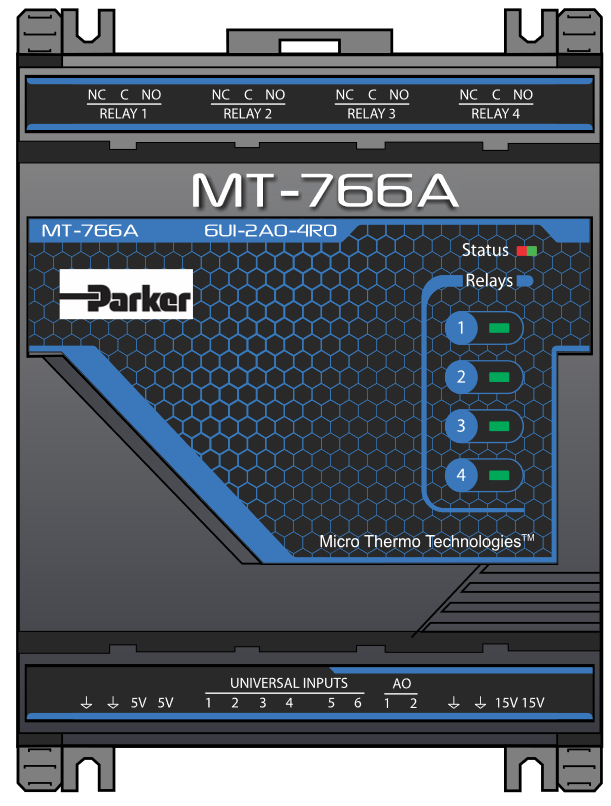 NC C NO NC C NO NC C NO NC C NO
RELAY 1 RELAY 2 RELAY 3 RELAY 4
MT-766A
MT-766A 6UI-2AO-4RO
Status
Parker
Relays
1
2
3
4
Micro Thermo Technologies™
UNIVERSAL INPUTS AO
5V 5V 1 2 3 4 5 6 1 2 15V 15V